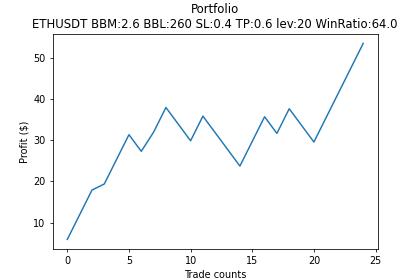 Portfolio
ETHUSDT BBM:2.6 BBL:260 SL:0.4 TP:0.6 lev:20 WinRatio:64.0
50
40
30
20
10
Profit ($)
0 5 10 15 20 25
Trade counts